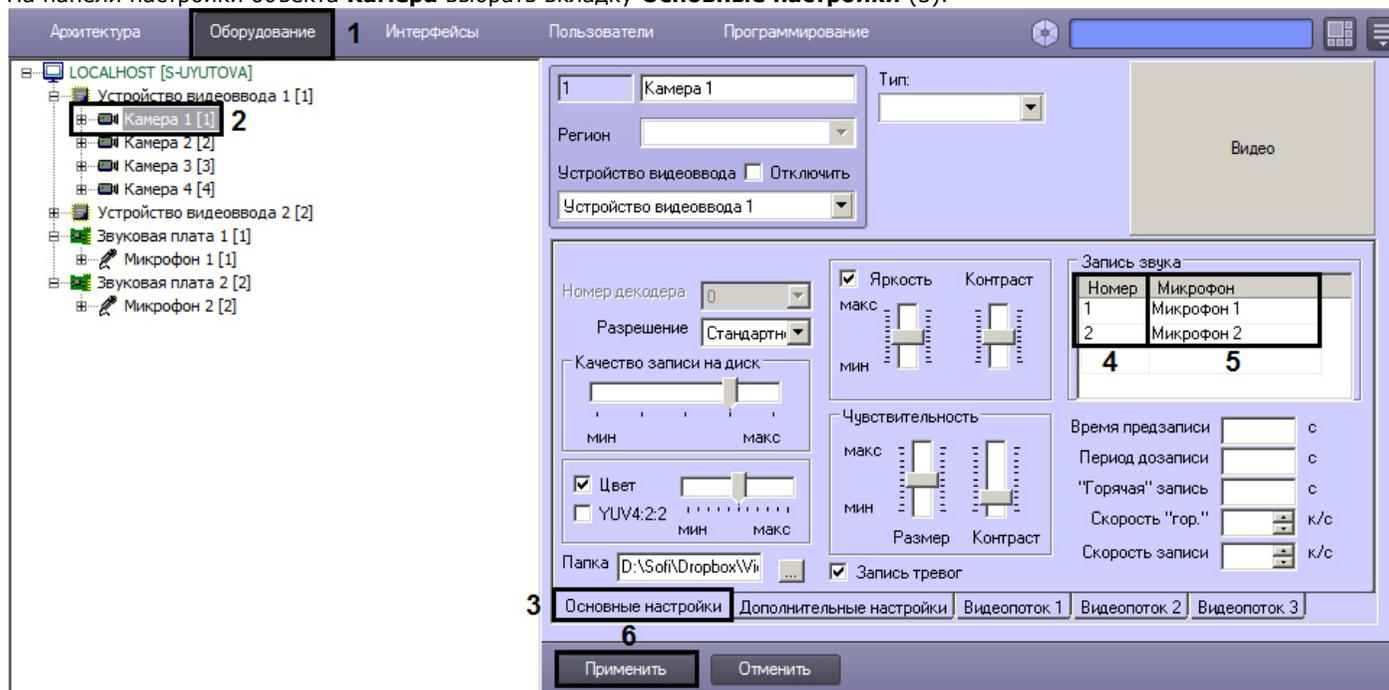 На панели настройки объекта Камера выбрать вкладку Основные настройки (3).
Архитектура Оборудование 1 Интерфейсы Пользователи Программирование
LOCALHOST [S-UYUTOVA]
Устройство видеоввода 1 [1]
Камера 1 [1] 2
Камера 2 [2]
Камера 3 [3]
Камера 4 [4]
Устройство видеоввода 2 [2]
Звуковая плата 1 [1]
Микрофон 1 [1]
Звуковая плата 2 [2]
Микрофон 2 [2]
1 Камера 1
Тип:
Регион
Устройство видеоввода Отключить
Устройство видеоввода 1
Видео
Номер декодера 0
Разрешение Стандартн
Качество записи на диск
мин макс
Цвет
YUV4:2:2
мин макс
Папка D:\Sofi\Dropbox\Vi ...
Яркость Контраст
макс
мин
Чувствительность
макс
мин
Размер Контраст
Запись тревог
Запись звука
Номер Микрофон
1 Микрофон 1
2 Микрофон 2
4 5
Время предзаписи с
Период дозаписи с
"Горячая" запись с
Скорость "гор." к/с
Скорость записи к/с
3 Основные настройки Дополнительные настройки Видеопоток 1 Видеопоток 2 Видеопоток 3
6
Применить Отменить